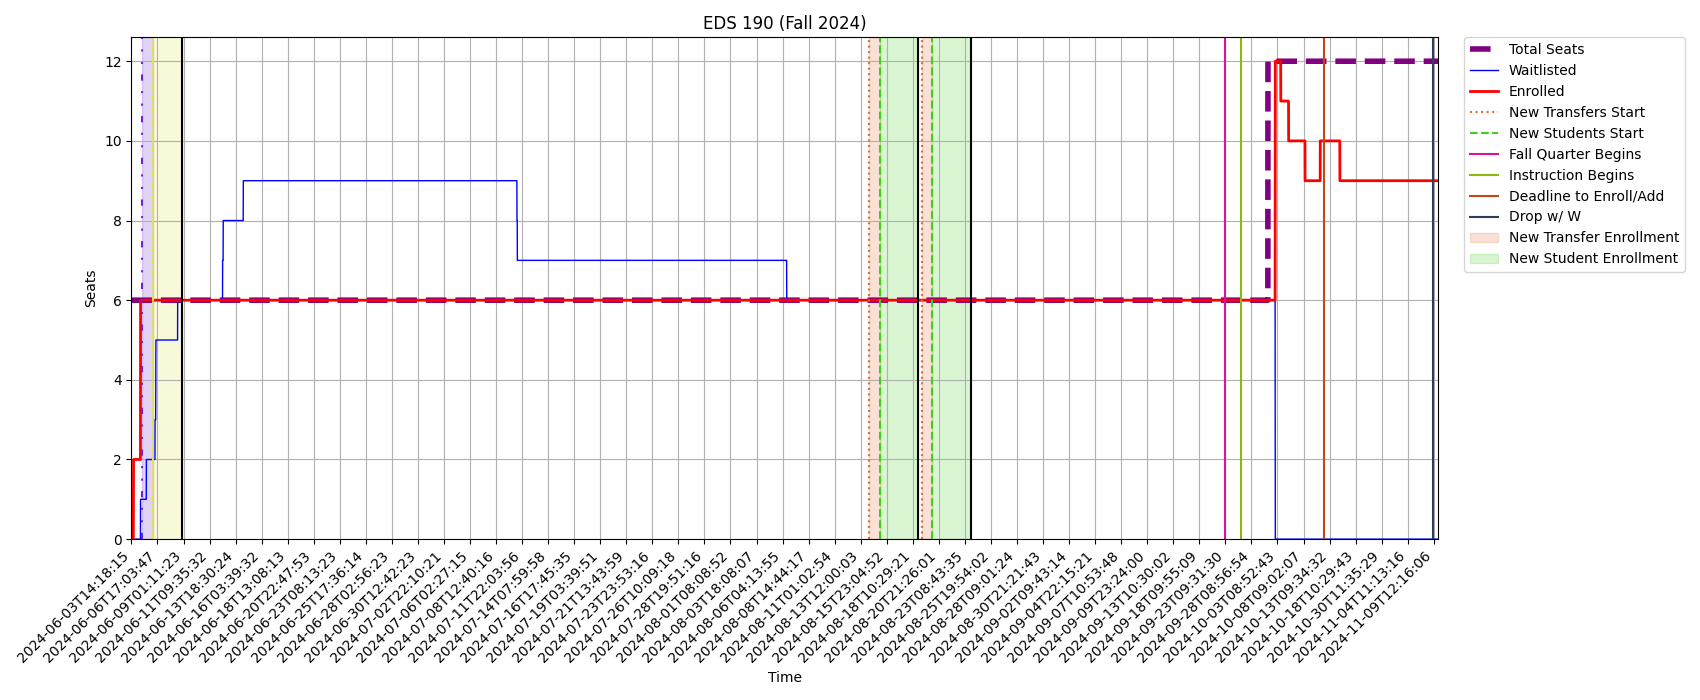 EDS 190 (Fall 2024)
Seats
12
10
8
6
4
2
0
2024-06-03T14:18:15
2024-06-06T17:03:47
2024-06-09T01:11:23
2024-06-11T09:35:32
2024-06-13T18:30:24
2024-06-16T03:39:32
2024-06-18T13:08:13
2024-06-20T22:47:53
2024-06-23T08:13:23
2024-06-25T17:36:14
2024-06-28T02:56:23
2024-06-30T12:42:23
2024-07-02T22:10:21
2024-07-06T02:27:15
2024-07-08T12:40:16
2024-07-11T22:03:56
2024-07-14T07:59:58
2024-07-16T17:45:35
2024-07-19T03:39:51
2024-07-21T13:43:59
2024-07-23T23:53:16
2024-07-26T10:09:18
2024-07-28T19:51:16
2024-08-01T08:08:52
2024-08-03T18:08:07
2024-08-06T04:13:55
2024-08-08T14:44:17
2024-08-11T01:02:54
2024-08-13T12:00:03
2024-08-15T23:04:52
2024-08-18T10:29:21
2024-08-20T21:26:01
2024-08-23T08:43:35
2024-08-25T19:54:02
2024-08-28T09:01:24
2024-08-30T21:21:43
2024-09-02T09:43:14
2024-09-04T22:15:21
2024-09-07T10:53:48
2024-09-09T23:24:00
2024-09-13T10:30:02
2024-09-18T09:55:09
2024-09-23T09:31:30
2024-09-28T08:56:54
2024-10-03T08:52:43
2024-10-08T09:02:07
2024-10-13T09:34:32
2024-10-18T10:29:43
2024-10-30T11:35:29
2024-11-04T11:13:16
2024-11-09T12:16:06
Time
Total Seats
Waitlisted
Enrolled
New Transfers Start
New Students Start
Fall Quarter Begins
Instruction Begins
Deadline to Enroll/Add
Drop w/ W
New Transfer Enrollment
New Student Enrollment